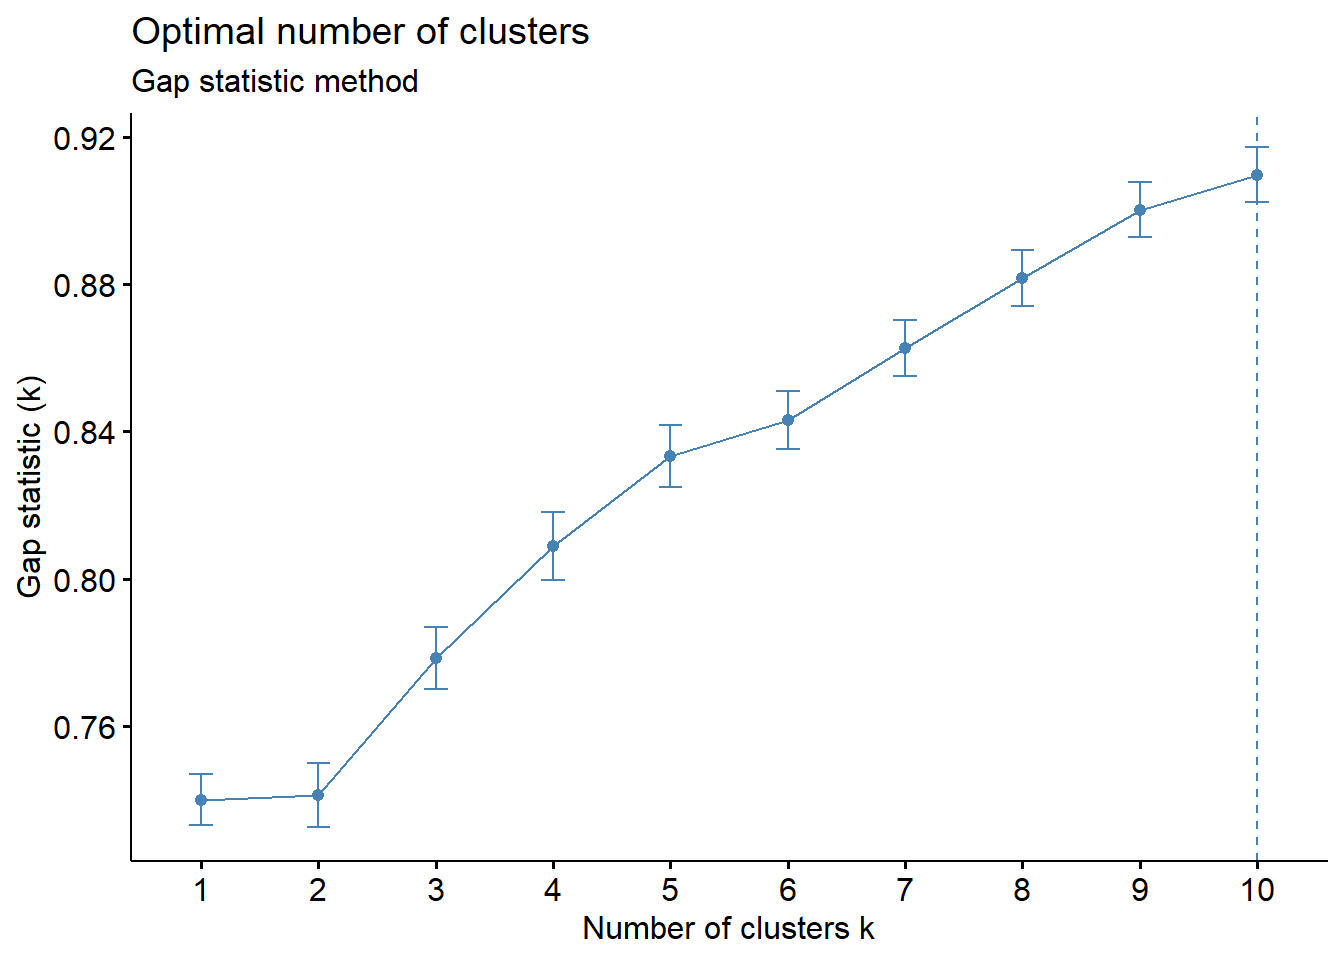 Optimal number of clusters
Gap statistic method
Gap statistic (k)
0.92
0.88
0.84
0.80
0.76
1 2 3 4 5 6 7 8 9 10
Number of clusters k